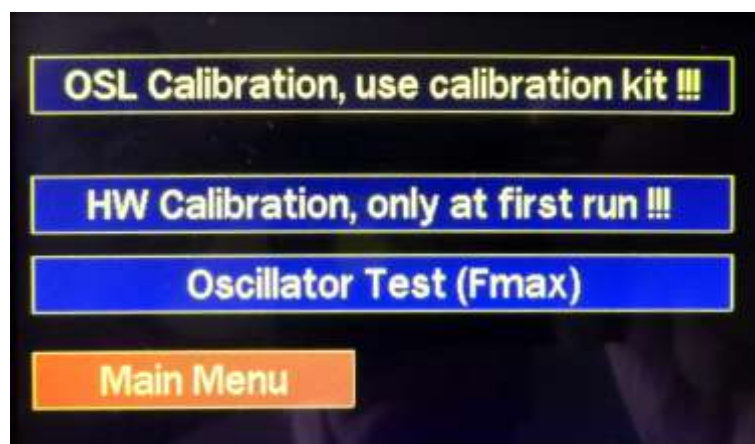 OSL Calibration, use calibration kit !!!
HW Calibration, only at first run !!!
Oscillator Test (Fmax)
Main Menu